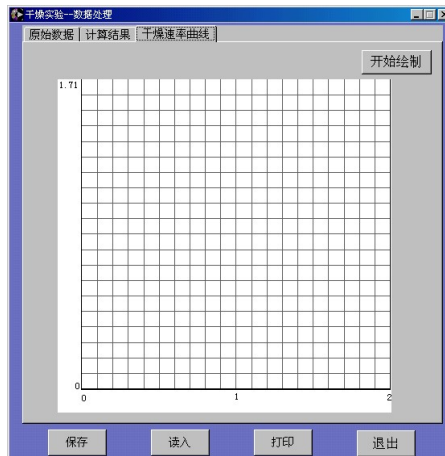 干燥实验--数据处理
原始数据 计算结果 干燥速率曲线
开始绘制
1.71
0
0 1 2
保存 读入 打印 退出